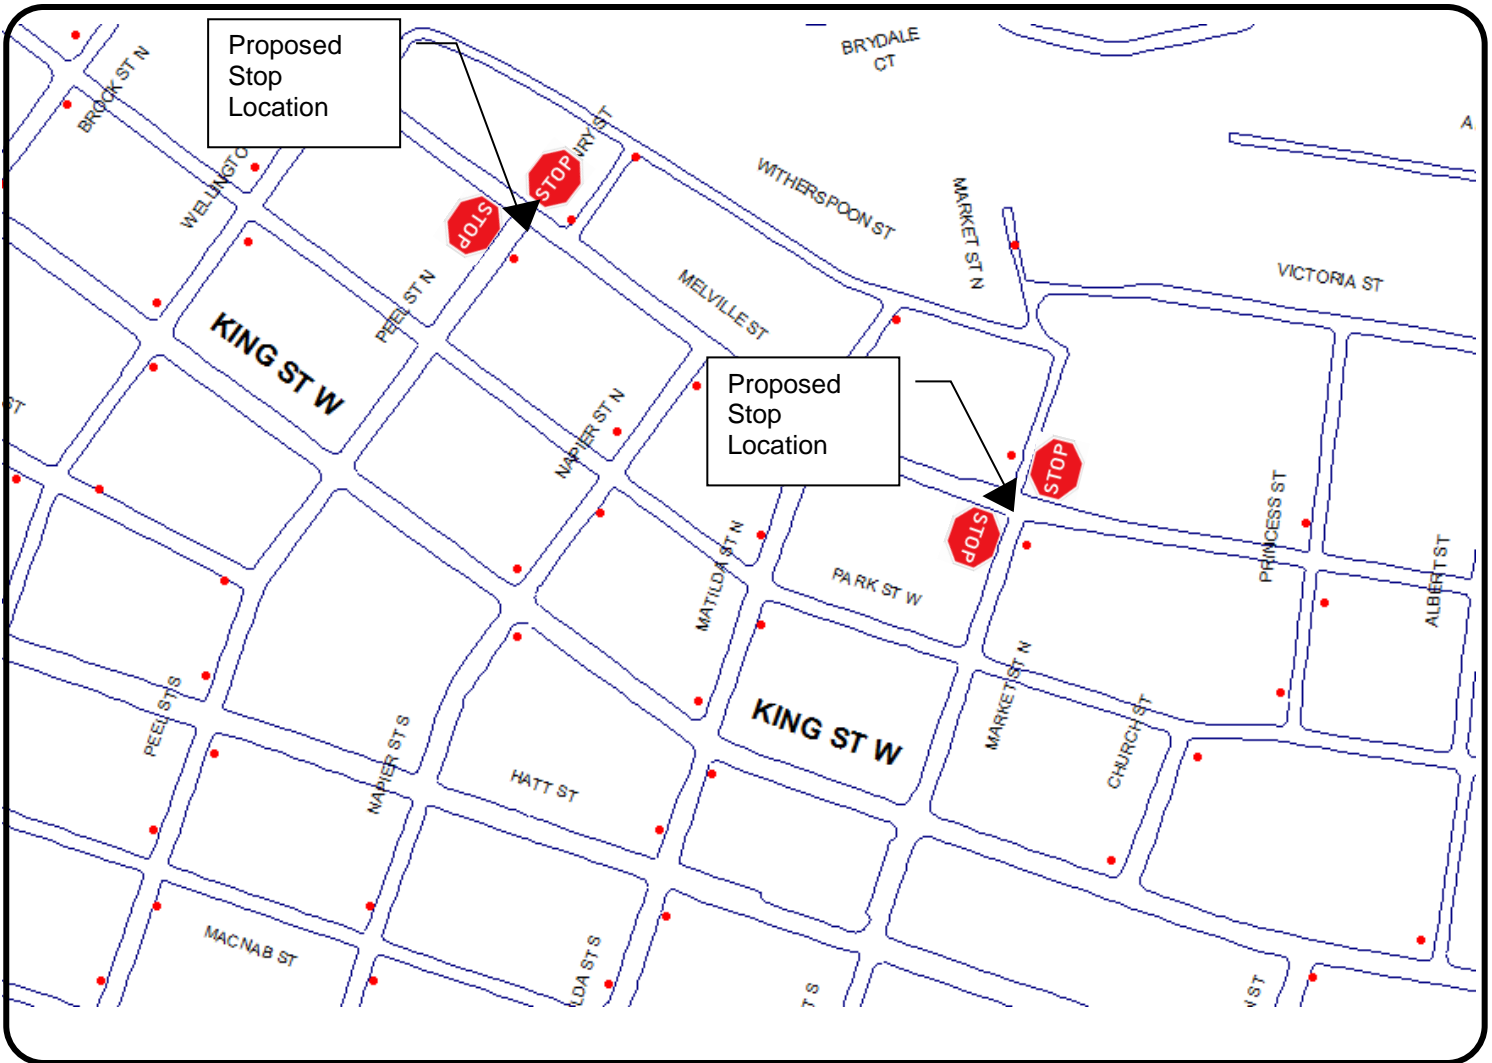 Proposed
Stop
Location
BRYDALE
CT
BROCK ST N
STOP
STOP
WITHERSPOON ST
MARKET ST N
VICTORIA ST
PEEL ST N
MELVILLE ST
KING ST W
Proposed
Stop
Location
NAPIER ST N
STOP
STOP
MATILDA ST N
PARK ST W
PRINCESS ST
ALBERT ST
PEEL ST S
NAPIER ST S
HATT ST
KING ST W
MARKET ST N
CHURCH ST
MACNAB ST